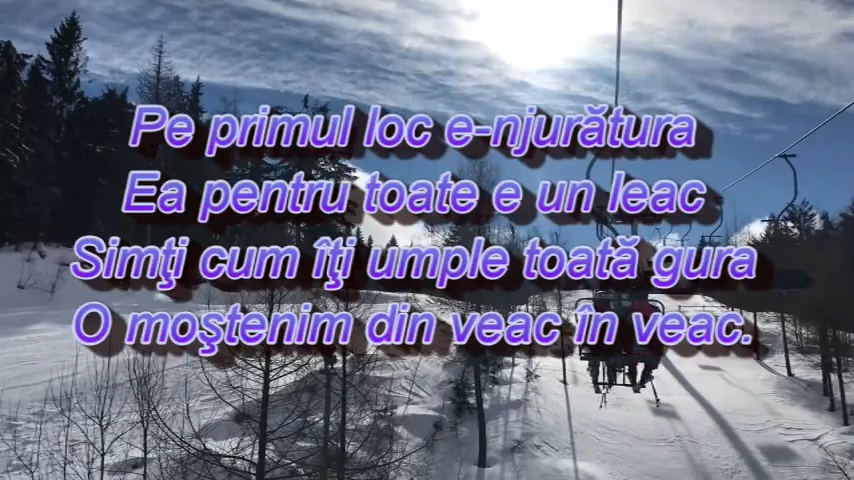 Pe primul loc e-njurătura
Ea pentru toate e un leac
Simţi cum îţi umple toată gura
O moştenim din veac în veac.